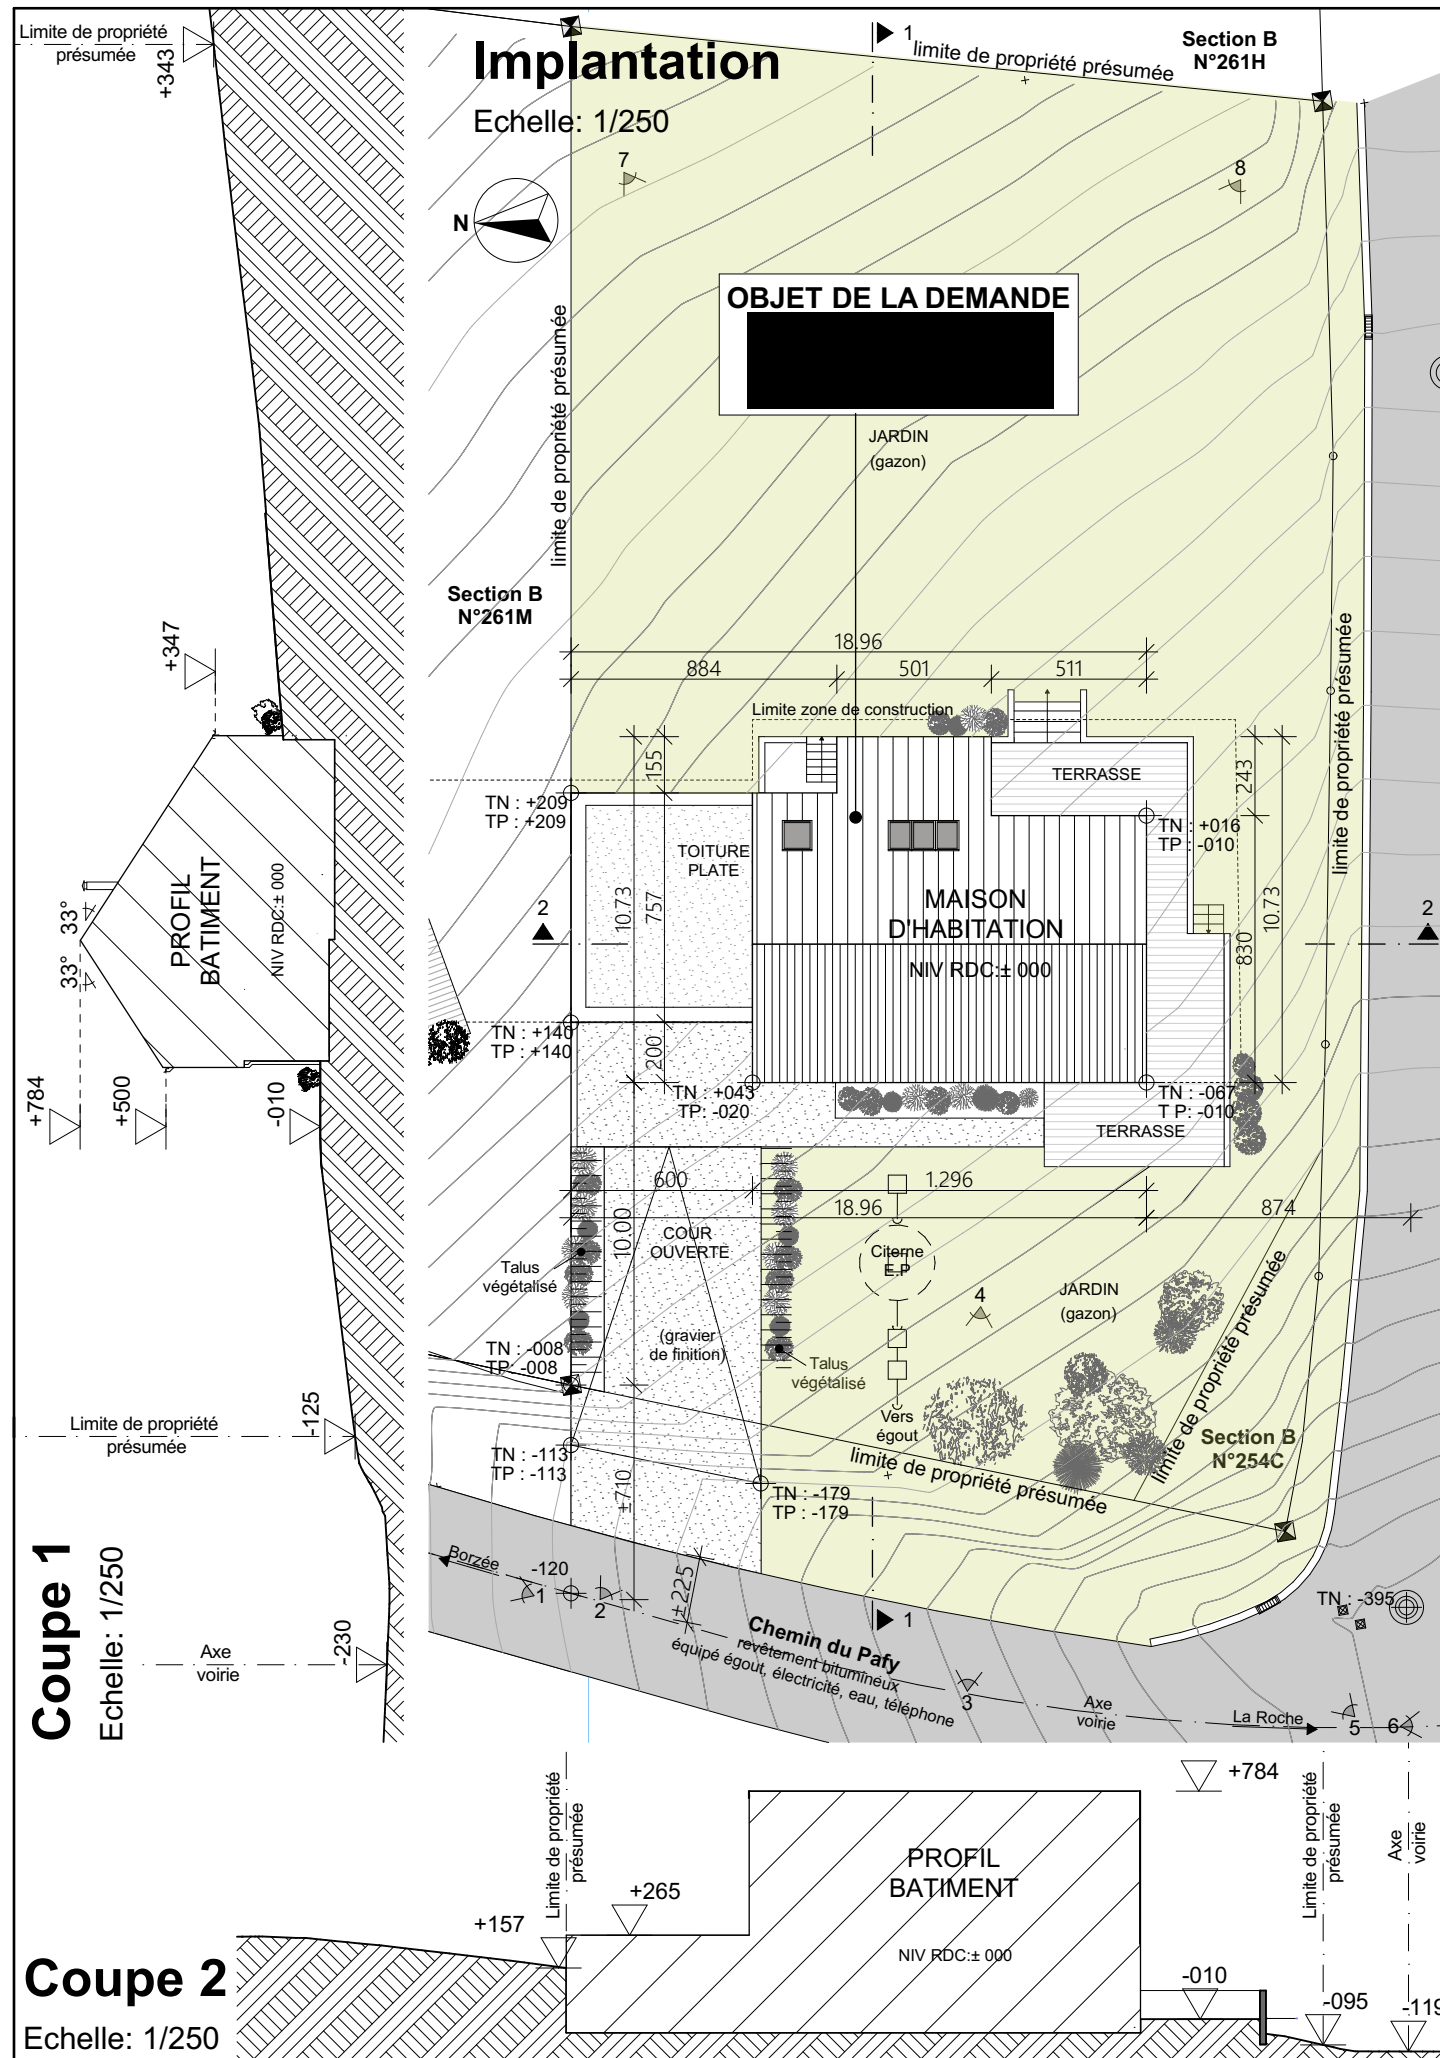 Limite de propriété
présumée
+343
Implantation
Echelle: 1/250
1
limite de propriété présumée
Section B
N°261H
7
8
N
OBJET DE LA DEMANDE
JARDIN
(gazon)
limite de propriété présumée
Section B
N°261M
limite de propriété présumée
+347
18.96
884
501
511
Limite zone de construction
155
TERRASSE
243
TN : +209
TP : +209
TN : +016
TP : -010
TOITURE
PLATE
10.73
757
MAISON
D'HABITATION
NIV RDC:± 000
830
10.73
2
2
33°
33°
PROFIL
BATIMENT
NIV RDC:± 000
TN : +140
TP : +140
200
TN : +043
TP: -020
TN : -067
T P: -010
TERRASSE
+784
+500
-010
600
1.296
18.96
874
10.00
COUR
OUVERTE
Citerne
E.P
Talus
végétalisé
4
JARDIN
(gazon)
limite de propriété présumée
(gravier
de finition)
TN : -008
TP: -008
Talus
végétalisé
Vers
égout
-125
Limite de propriété
présumée
Section B
N°254C
limite de propriété présumée
TN : -113
TP : -113
±710
TN : -179
TP : -179
Borzée
-120
1
2
±225
1
TN : -395
Chemin du Pafy
revêtement bitumineux
équipé égout, électricité, eau, téléphone
3
Axe
voirie
La Roche
5
6
Coupe 1
Echelle: 1/250
Axe
voirie
-230
Limite de propriété
présumée
+784
Limite de propriété
présumée
Axe
voirie
PROFIL
BATIMENT
NIV RDC:± 000
+265
+157
-010
-095
-119
Coupe 2
Echelle: 1/250